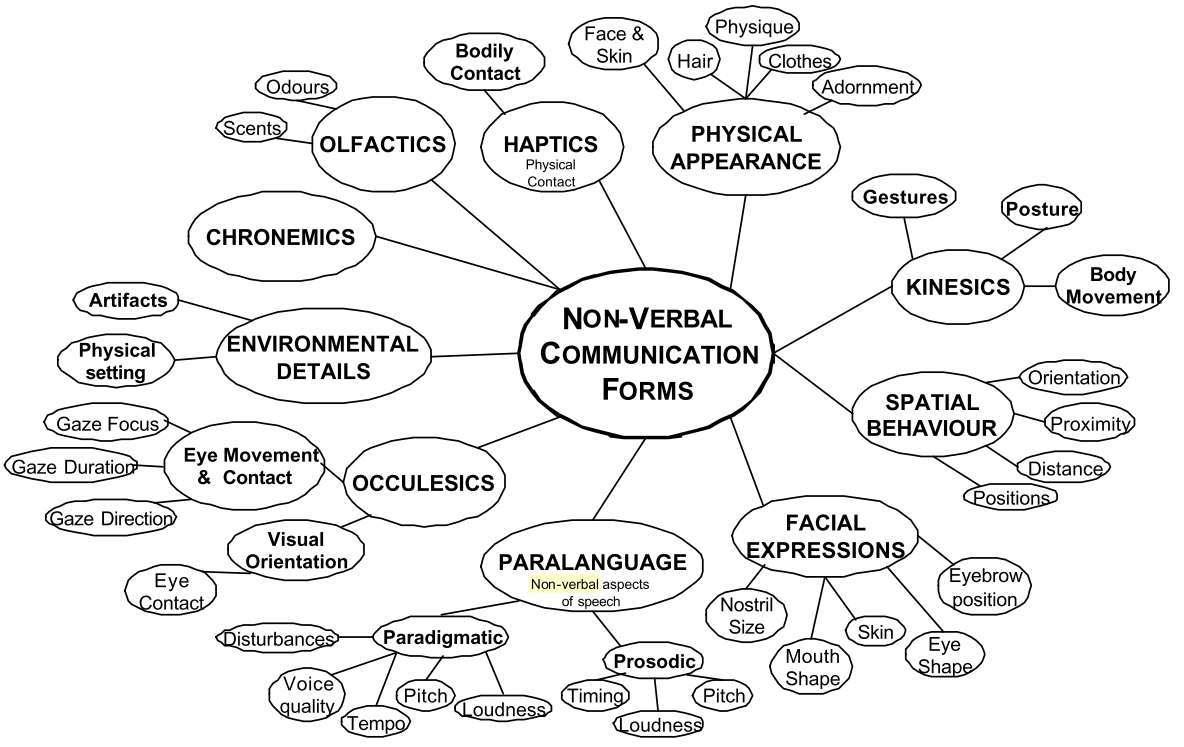 Physique
Face &
Skin
Hair
Clothes
Adornment
Bodily
Contact
Odours
Scents
OLFACTICS
HAPTICS
Physical
Contact
PHYSICAL
APPEARANCE
Gestures
Posture
CHRONEMICS
KINESICS
Body
Movement
Artifacts
Physical
setting
ENVIRONMENTAL
DETAILS
NON-VERBAL
COMMUNICATION
FORMS
SPATIAL
BEHAVIOUR
Orientation
Proximity
Distance
Positions
Gaze Focus
Gaze Duration
Gaze Direction
Eye Movement
& Contact
OCCULESICS
Visual
Orientation
Eye
Contact
PARALANGUAGE
Non-verbal aspects
of speech
FACIAL
EXPRESSIONS
Eyebrow
position
Nostril
Size
Mouth
Shape
Skin
Eye
Shape
Disturbances
Paradigmatic
Voice
quality
Tempo
Pitch
Loudness
Prosodic
Timing
Loudness
Pitch